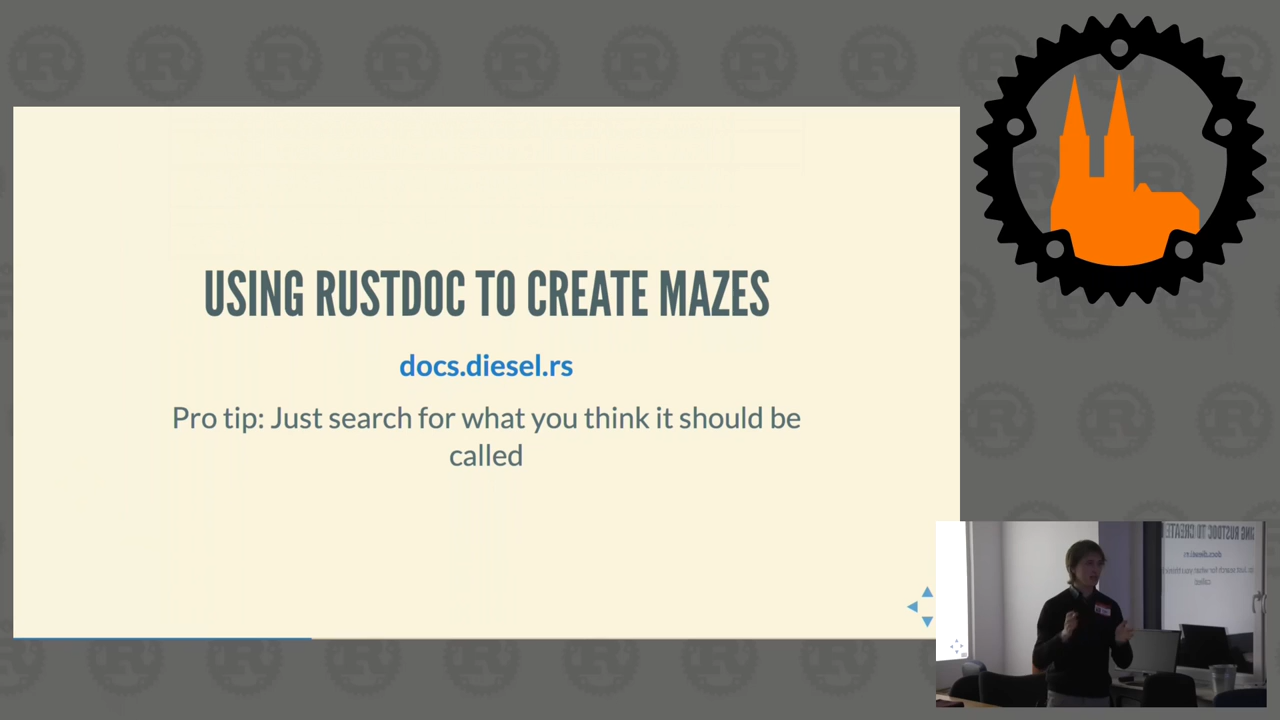 USING RUSTDOC TO CREATE MAZES
docs.diesel.rs
Pro tip: Just search for what you think it should be
called